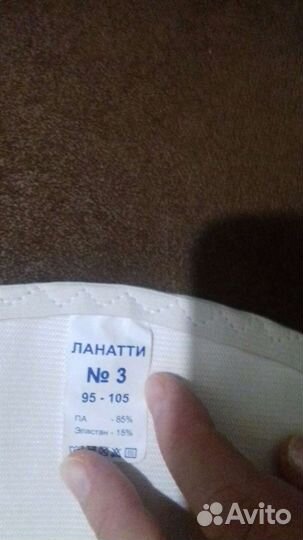 ЛАНАТТИ
№ 3
95 - 105
ПА - 85%
Эластан - 15%
Avito